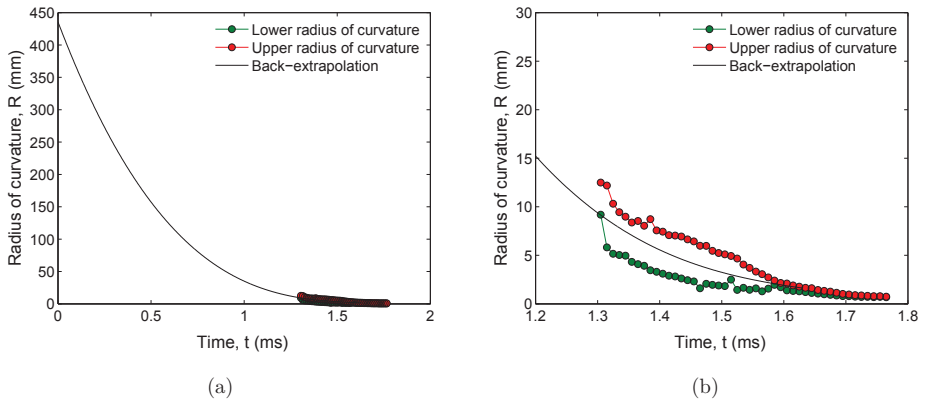 450
400
350
300
250
200
150
100
50
0
Radius of curvature, R (mm)
Lower radius of curvature
Upper radius of curvature
Back−extrapolation
0 0.5 1 1.5 2
Time, t (ms)
(a)
30
25
20
15
10
5
0
Radius of curvature, R (mm)
Lower radius of curvature
Upper radius of curvature
Back−extrapolation
1.2 1.3 1.4 1.5 1.6 1.7 1.8
Time, t (ms)
(b)